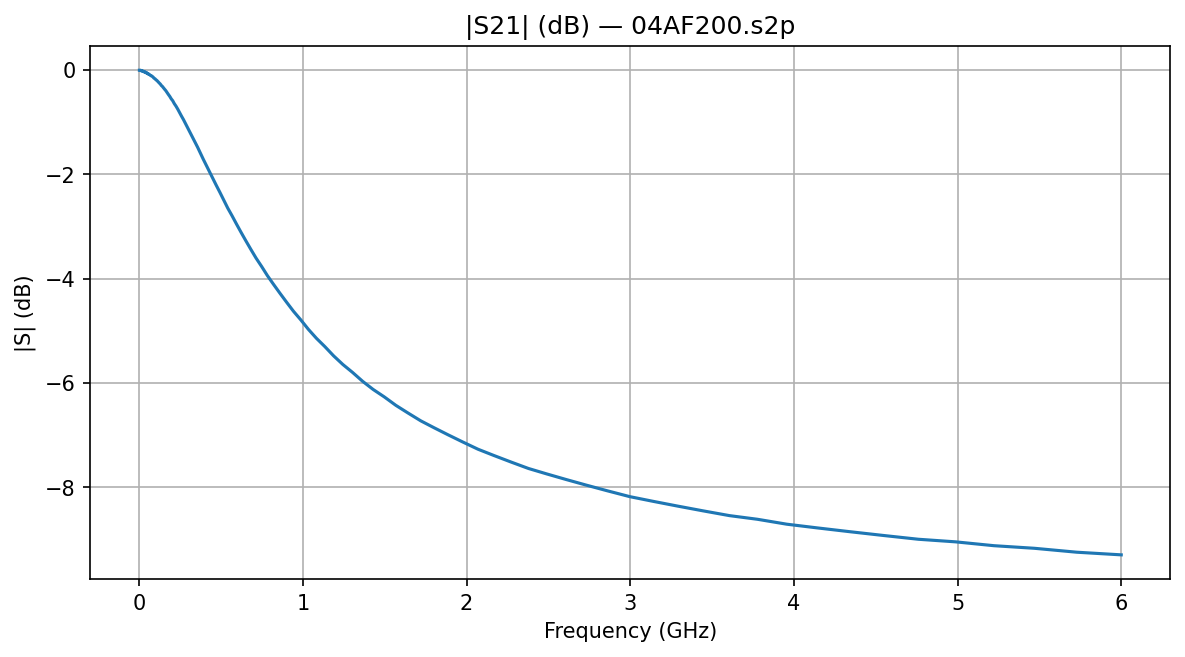 |S21| (dB) — 04AF200.s2p
|S| (dB)
0
−2
−4
−6
−8
0 1 2 3 4 5 6
Frequency (GHz)